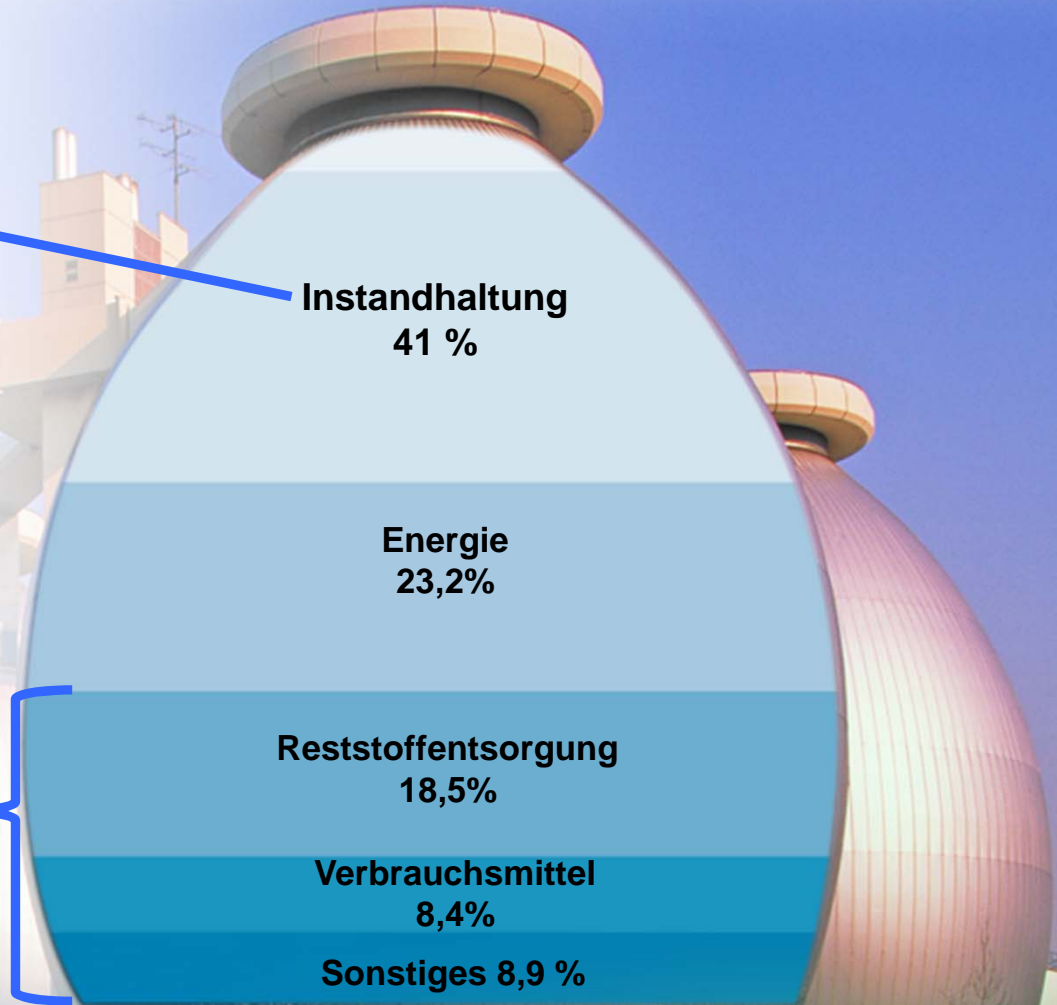 Instandhaltung
41 %
Energie
23,2%
Reststoffentsorgung
18,5%
Verbrauchsmittel
8,4%
Sonstiges 8,9 %